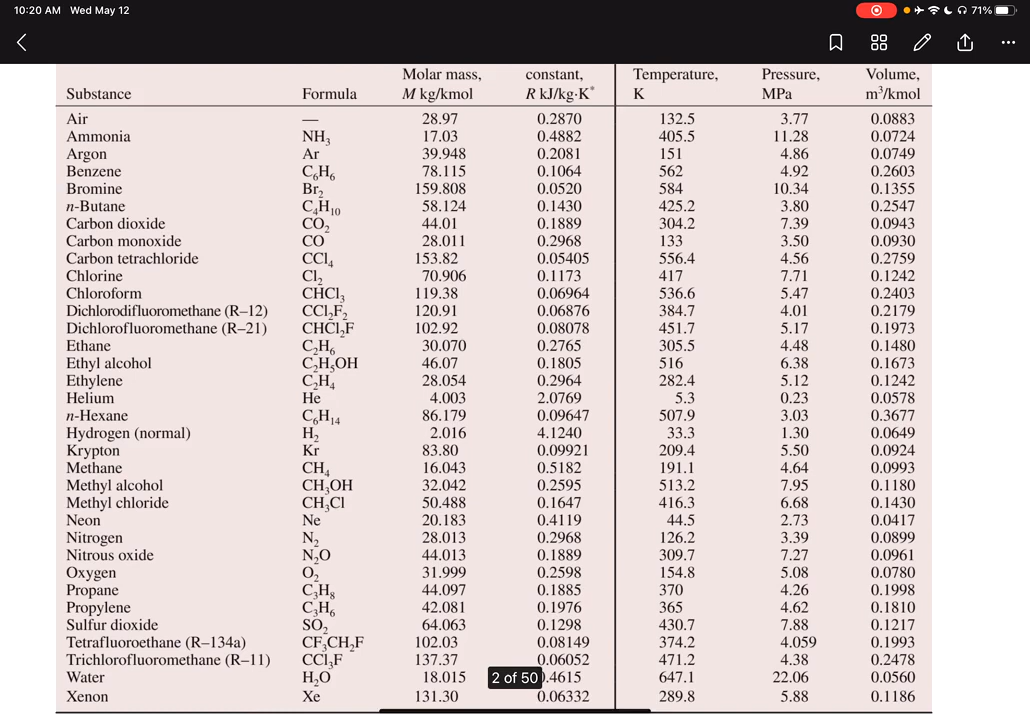 10:20 AM Wed May 12
71%
Molar mass, constant, Temperature, Pressure, Volume,
Substance Formula M kg/kmol R kJ/kg·K* K MPa m³/kmol
Air — 28.97 0.2870 132.5 3.77 0.0883
Ammonia NH₃ 17.03 0.4882 405.5 11.28 0.0724
Argon Ar 39.948 0.2081 151 4.86 0.0749
Benzene C₆H₆ 78.115 0.1064 562 4.92 0.2603
Bromine Br₂ 159.808 0.0520 584 10.34 0.1355
n-Butane C₄H₁₀ 58.124 0.1430 425.2 3.80 0.2547
Carbon dioxide CO₂ 44.01 0.1889 304.2 7.39 0.0943
Carbon monoxide CO 28.011 0.2968 133 3.50 0.0930
Carbon tetrachloride CCl₄ 153.82 0.05405 556.4 4.56 0.2759
Chlorine Cl₂ 70.906 0.1173 417 7.71 0.1242
Chloroform CHCl₃ 119.38 0.06964 536.6 5.47 0.2403
Dichlorodifluoromethane (R–12) CCl₂F₂ 120.91 0.06876 384.7 4.01 0.2179
Dichlorofluoromethane (R–21) CHCl₂F 102.92 0.08078 451.7 5.17 0.1973
Ethane C₂H₆ 30.070 0.2765 305.5 4.48 0.1480
Ethyl alcohol C₂H₅OH 46.07 0.1805 516 6.38 0.1673
Ethylene C₂H₄ 28.054 0.2964 282.4 5.12 0.1242
Helium He 4.003 2.0769 5.3 0.23 0.0578
n-Hexane C₆H₁₄ 86.179 0.09647 507.9 3.03 0.3677
Hydrogen (normal) H₂ 2.016 4.1240 33.3 1.30 0.0649
Krypton Kr 83.80 0.09921 209.4 5.50 0.0924
Methane CH₄ 16.043 0.5182 191.1 4.64 0.0993
Methyl alcohol CH₃OH 32.042 0.2595 513.2 7.95 0.1180
Methyl chloride CH₃Cl 50.488 0.1647 416.3 6.68 0.1430
Neon Ne 20.183 0.4119 44.5 2.73 0.0417
Nitrogen N₂ 28.013 0.2968 126.2 3.39 0.0899
Nitrous oxide N₂O 44.013 0.1889 309.7 7.27 0.0961
Oxygen O₂ 31.999 0.2598 154.8 5.08 0.0780
Propane C₃H₈ 44.097 0.1885 370 4.26 0.1998
Propylene C₃H₆ 42.081 0.1976 365 4.62 0.1810
Sulfur dioxide SO₂ 64.063 0.1298 430.7 7.88 0.1217
Tetrafluoroethane (R–134a) CF₃CH₂F 102.03 0.08149 374.2 4.059 0.1993
Trichlorofluoromethane (R–11) CCl₃F 137.37 0.06052 471.2 4.38 0.2478
Water H₂O 18.015 2 of 50 .4615 647.1 22.06 0.0560
Xenon Xe 131.30 0.06332 289.8 5.88 0.1186